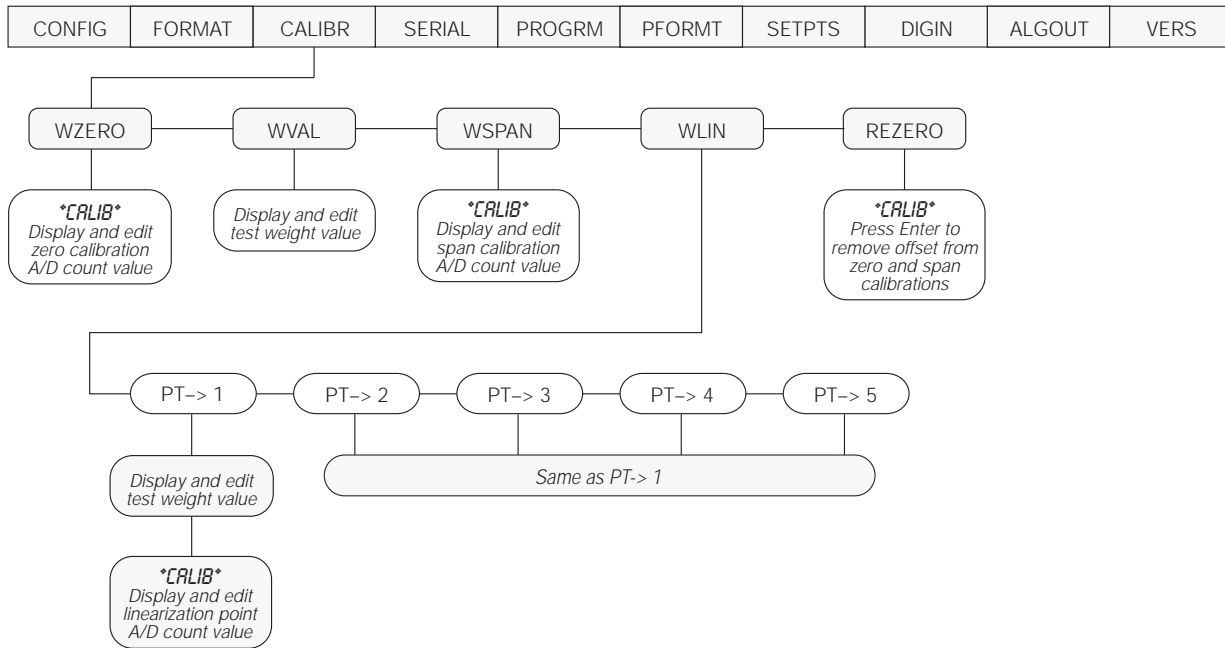 CONFIG FORMAT CALIBR SERIAL PROGRM PFORMT SETPTS DIGIN ALGOUT VERS
WZERO WVAL WSPAN WLIN REZERO
*CALIB*
Display and edit
zero calibration
A/D count value
Display and edit
test weight value
*CALIB*
Display and edit
span calibration
A/D count value
*CALIB*
Press Enter to
remove offset from
zero and span
calibrations
PT–> 1 PT–> 2 PT–> 3 PT–> 4 PT–> 5
Display and edit
test weight value
Same as PT-> 1
*CALIB*
Display and edit
linearization point
A/D count value